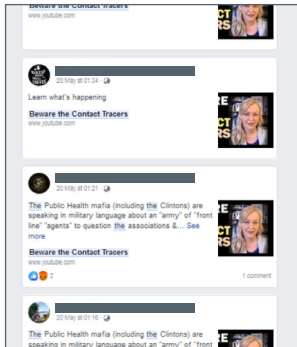 Beware the Contact Tracers
www.youtube.com
20 May at 01:34
Learn what's happening
Beware the Contact Tracers
www.youtube.com
20 May at 01:21
The Public Health mafia (including the Clintons) are
speaking in military language about an "army" of "front
line" "agents" to question the associations &... See
more
Beware the Contact Tracers
www.youtube.com
2
1 comment
20 May at 01:16
The Public Health mafia (including the Clintons) are
speaking in military language about an "army" of "front